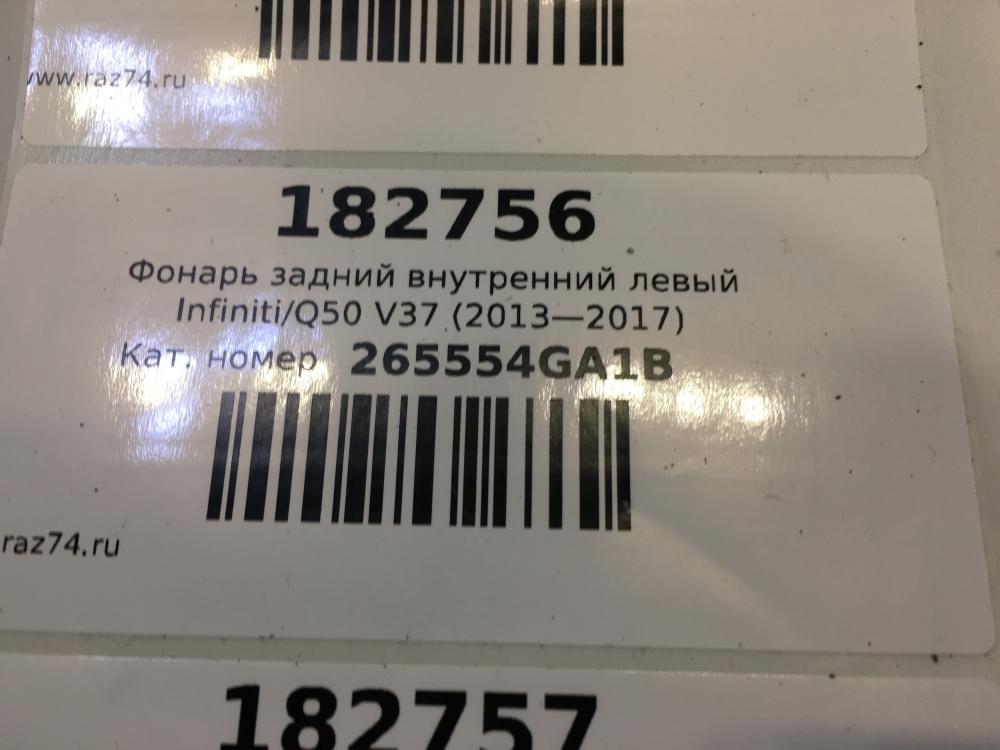 www.raz74.ru
182756
Фонарь задний внутренний левый
Infiniti/Q50 V37 (2013—2017)
Кат. номер 265554GA1B
raz74.ru
182757